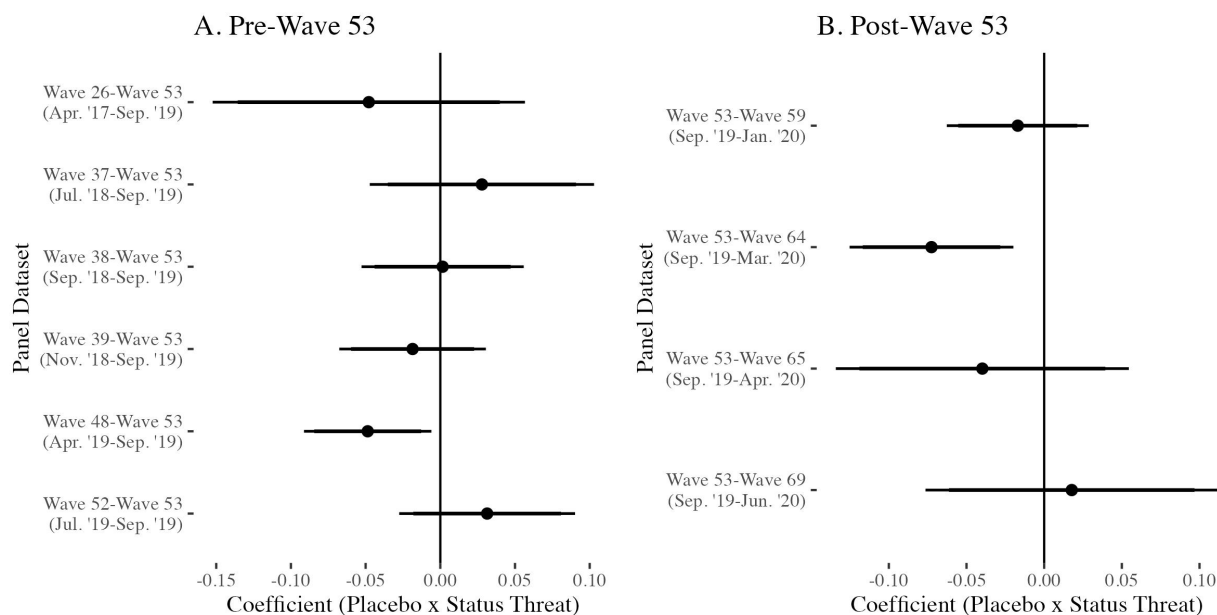 A. Pre-Wave 53
Panel Dataset
Wave 26-Wave 53
(Apr. '17-Sep. '19)
Wave 37-Wave 53
(Jul. '18-Sep. '19)
Wave 38-Wave 53
(Sep. '18-Sep. '19)
Wave 39-Wave 53
(Nov. '18-Sep. '19)
Wave 48-Wave 53
(Apr. '19-Sep. '19)
Wave 52-Wave 53
(Jul. '19-Sep. '19)
-0.15 -0.10 -0.05 0.00 0.05 0.10
Coefficient (Placebo x Status Threat)
B. Post-Wave 53
Panel Dataset
Wave 53-Wave 59
(Sep. '19-Jan. '20)
Wave 53-Wave 64
(Sep. '19-Mar. '20)
Wave 53-Wave 65
(Sep. '19-Apr. '20)
Wave 53-Wave 69
(Sep. '19-Jun. '20)
-0.10 -0.05 0.00 0.05 0.10
Coefficient (Placebo x Status Threat)